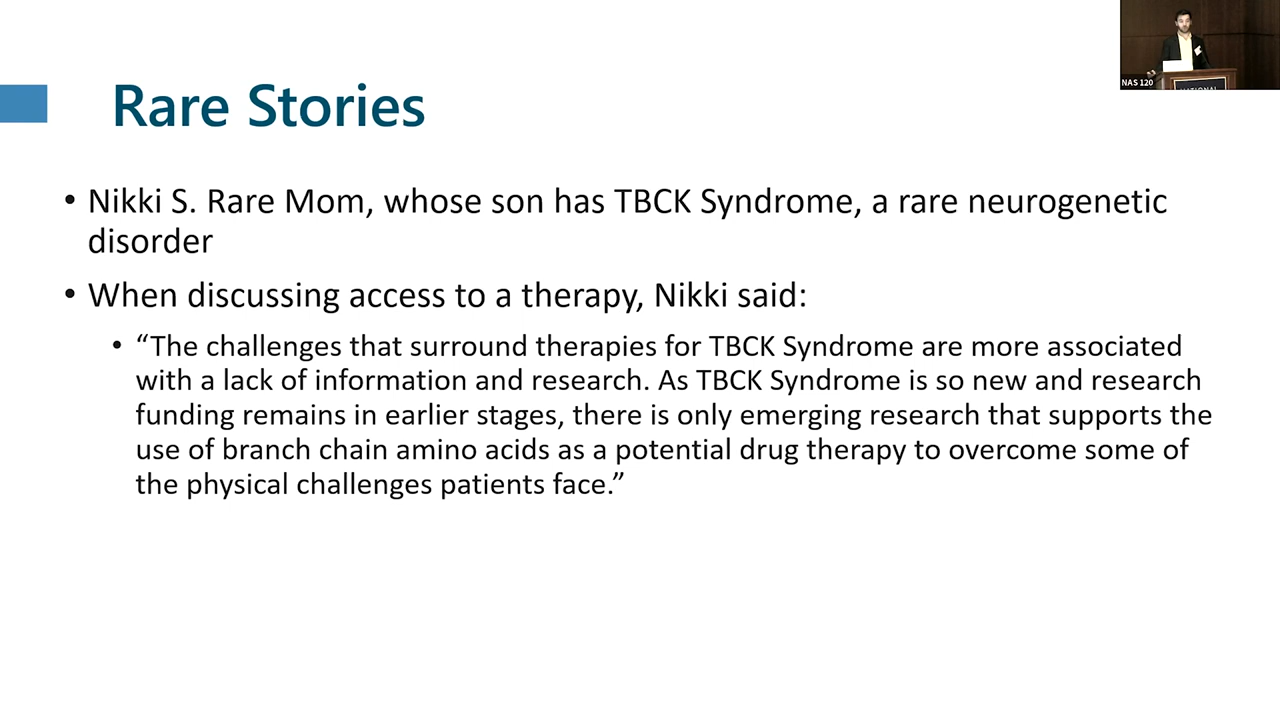 NAS 120
NATIONAL
Rare Stories
• Nikki S. Rare Mom, whose son has TBCK Syndrome, a rare neurogenetic
disorder
• When discussing access to a therapy, Nikki said:
• “The challenges that surround therapies for TBCK Syndrome are more associated
with a lack of information and research. As TBCK Syndrome is so new and research
funding remains in earlier stages, there is only emerging research that supports the
use of branch chain amino acids as a potential drug therapy to overcome some of
the physical challenges patients face.”